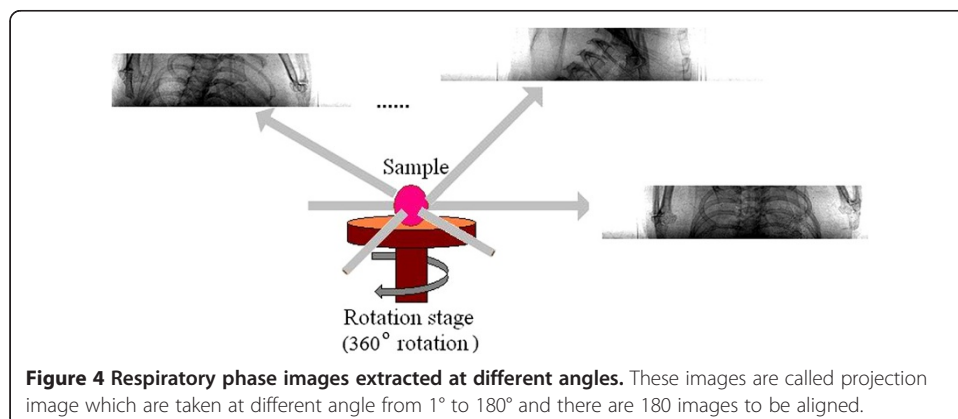 ......
Sample
Rotation stage
(360° rotation)
Figure 4 Respiratory phase images extracted at different angles. These images are called projection
image which are taken at different angle from 1° to 180° and there are 180 images to be aligned.